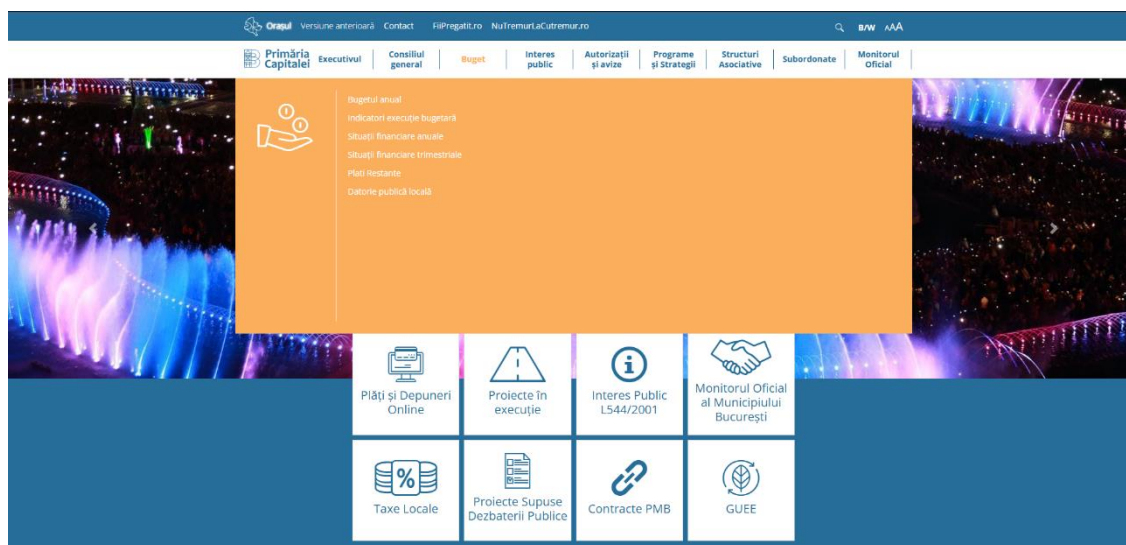 Orașul Versiune anterioară Contact FiiPregatit.ro NuTremurLaCutremur.ro B/W AAA
Primăria
Capitalei
Executivul
Consiliul
general
Buget
Interes
public
Autorizații
și avize
Programe
și Strategii
Structuri
Asociative
Subordonate
Monitorul
Oficial
Bugetul anual
Indicatori execuție bugetară
Situații financiare anuale
Situații financiare trimestriale
Plati Restante
Datorie publică locală
Plăți și Depuneri
Online
Proiecte în
execuție
Interes Public
L544/2001
Monitorul Oficial
al Municipiului
București
Taxe Locale
Proiecte Supuse
Dezbaterii Publice
Contracte PMB
GUEE